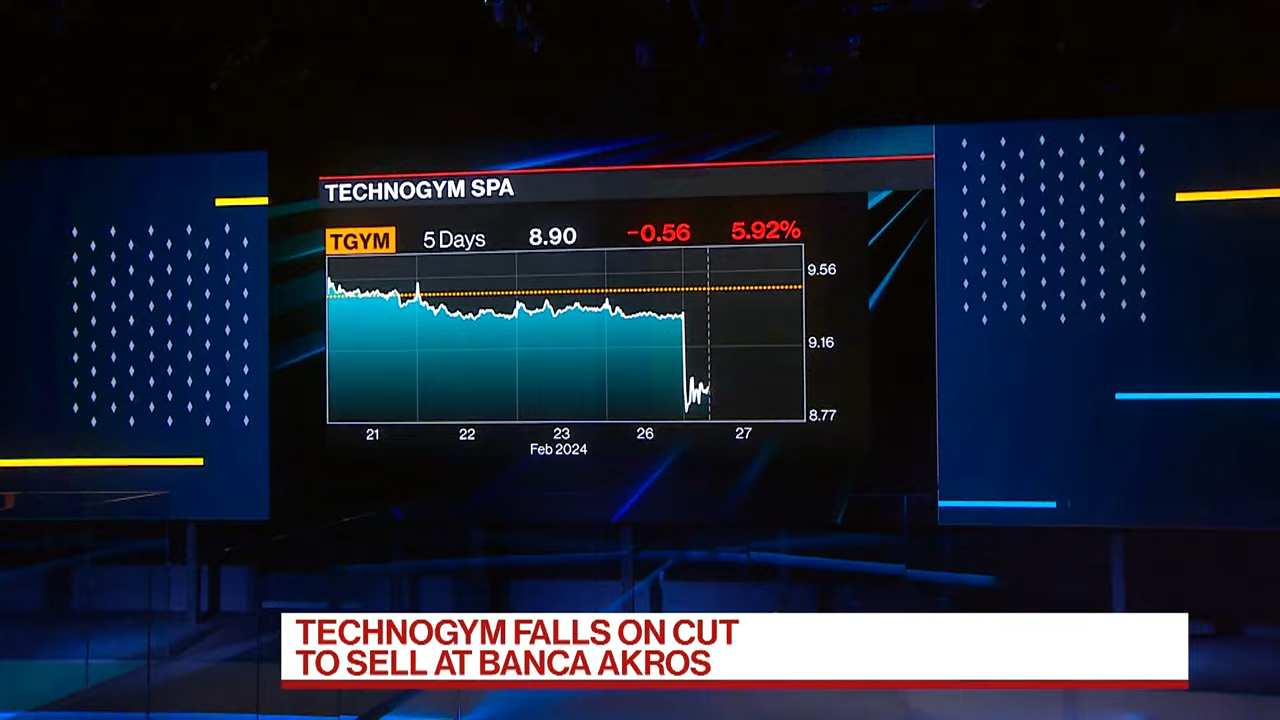 TECHNOGYM SPA
TGYM 5 Days 8.90 −0.56 5.92%
9.56
9.16
8.77
21 22 23 26 27
Feb 2024
TECHNOGYM FALLS ON CUT
TO SELL AT BANCA AKROS